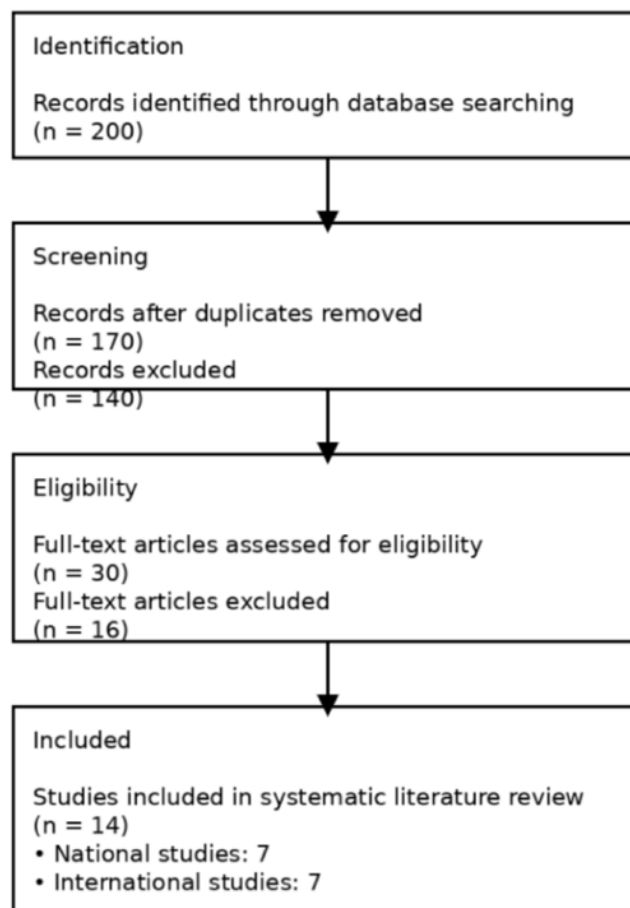 Identification
Records identified through database searching
(n = 200)
Screening
Records after duplicates removed
(n = 170)
Records excluded
(n = 140)
Eligibility
Full-text articles assessed for eligibility
(n = 30)
Full-text articles excluded
(n = 16)
Included
Studies included in systematic literature review
(n = 14)
• National studies: 7
• International studies: 7